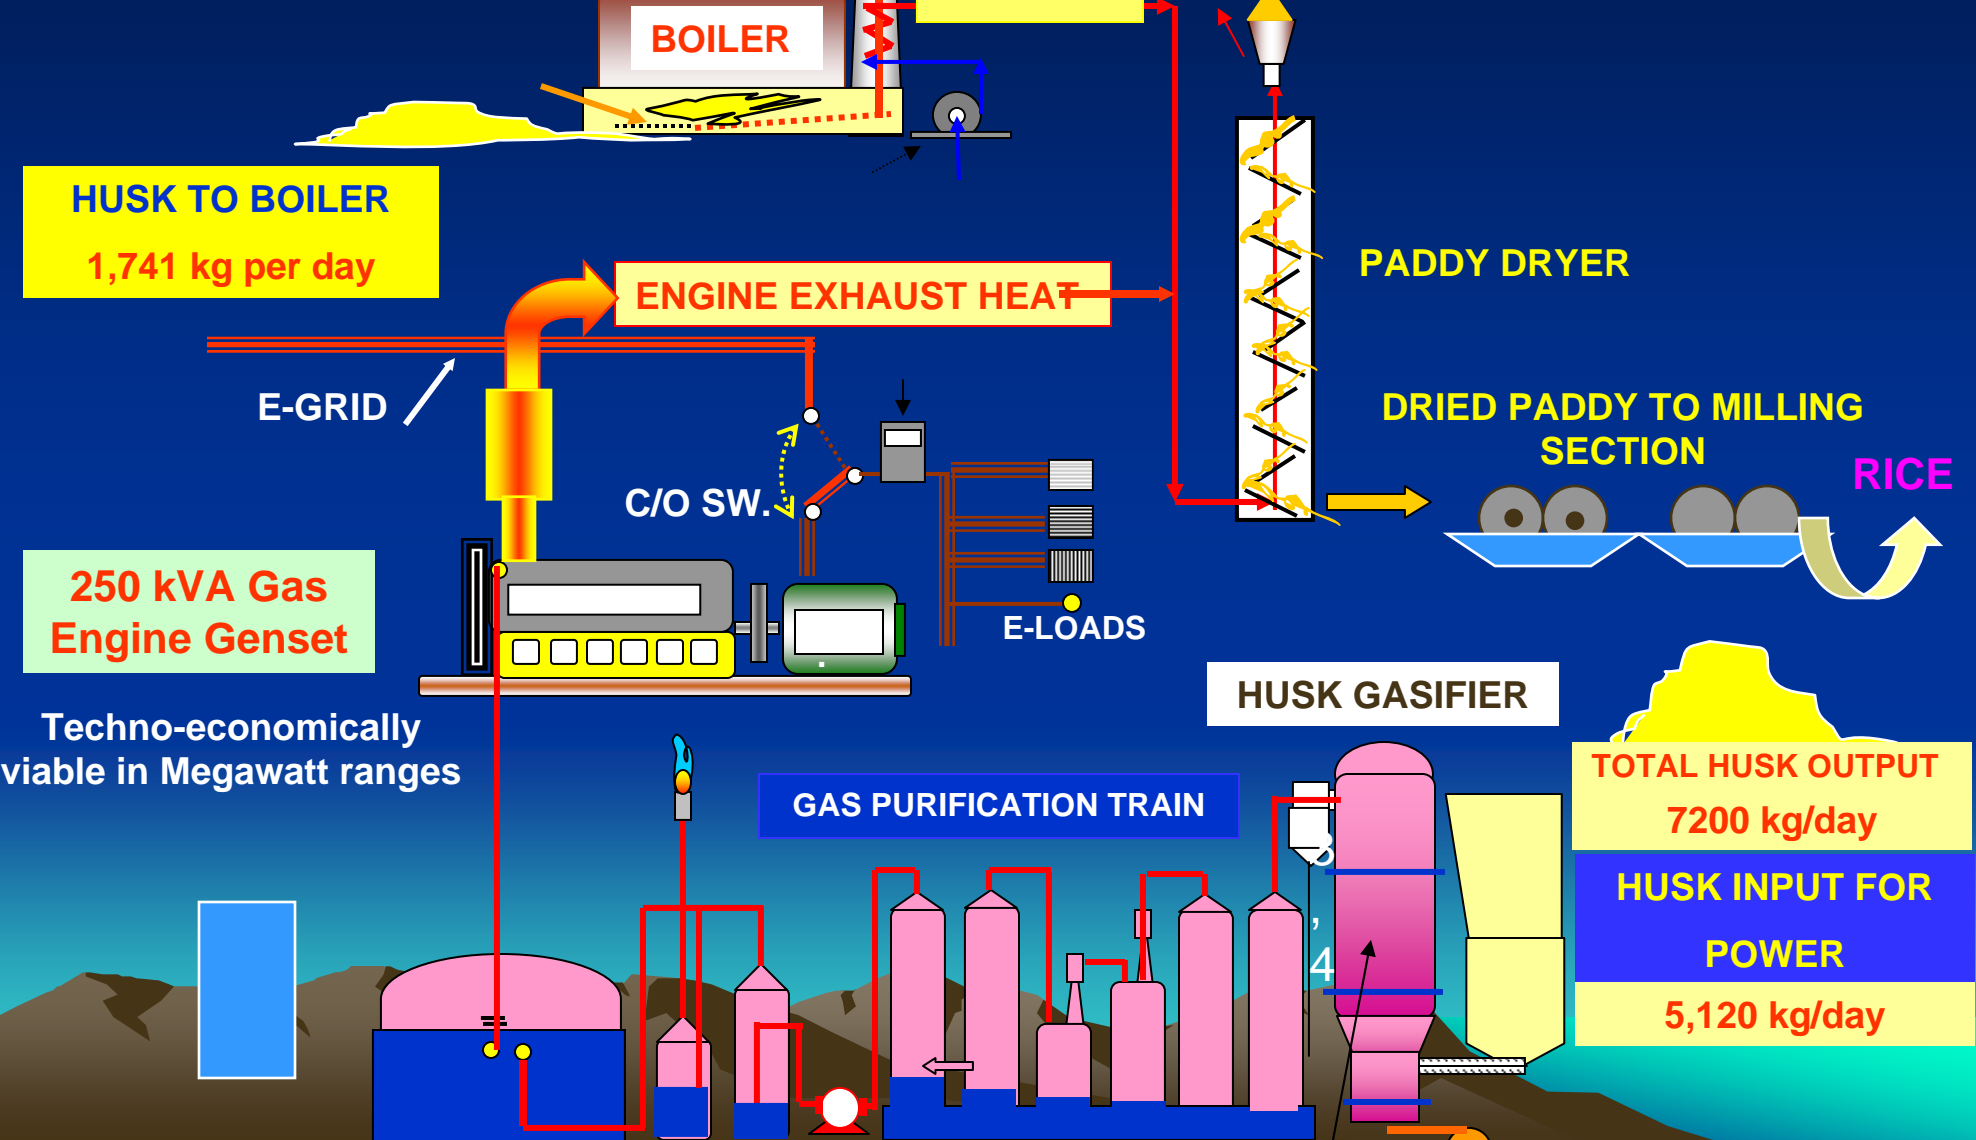 BOILER
HUSK TO BOILER
1,741 kg per day
ENGINE EXHAUST HEAT
PADDY DRYER
E-GRID
DRIED PADDY TO MILLING
SECTION
RICE
C/O SW.
250 kVA Gas
Engine Genset
.
E-LOADS
HUSK GASIFIER
Techno-economically
viable in Megawatt ranges
TOTAL HUSK OUTPUT
7200 kg/day
GAS PURIFICATION TRAIN
3
,
4
HUSK INPUT FOR
POWER
5,120 kg/day